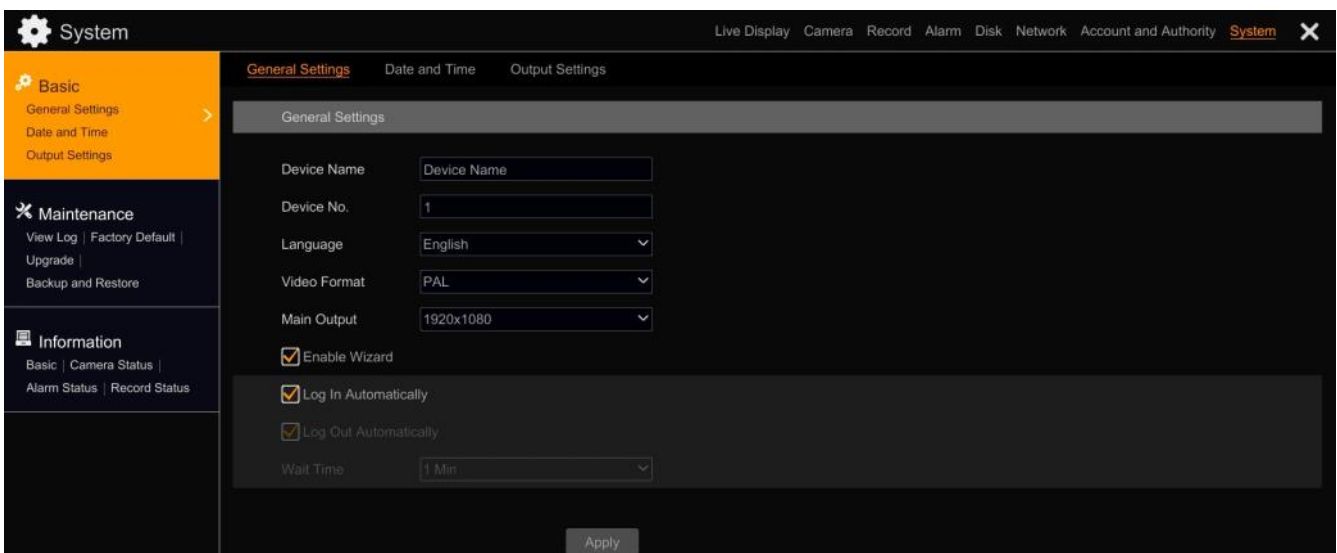 System
Live Display Camera Record Alarm Disk Network Account and Authority System
Basic
General Settings
Date and Time
Output Settings
Maintenance
View Log | Factory Default |
Upgrade |
Backup and Restore
Information
Basic | Camera Status |
Alarm Status | Record Status
General Settings Date and Time Output Settings
General Settings
Device Name Device Name
Device No. 1
Language English
Video Format PAL
Main Output 1920x1080
Enable Wizard
Log In Automatically
Log Out Automatically
Wait Time 1 Min
Apply